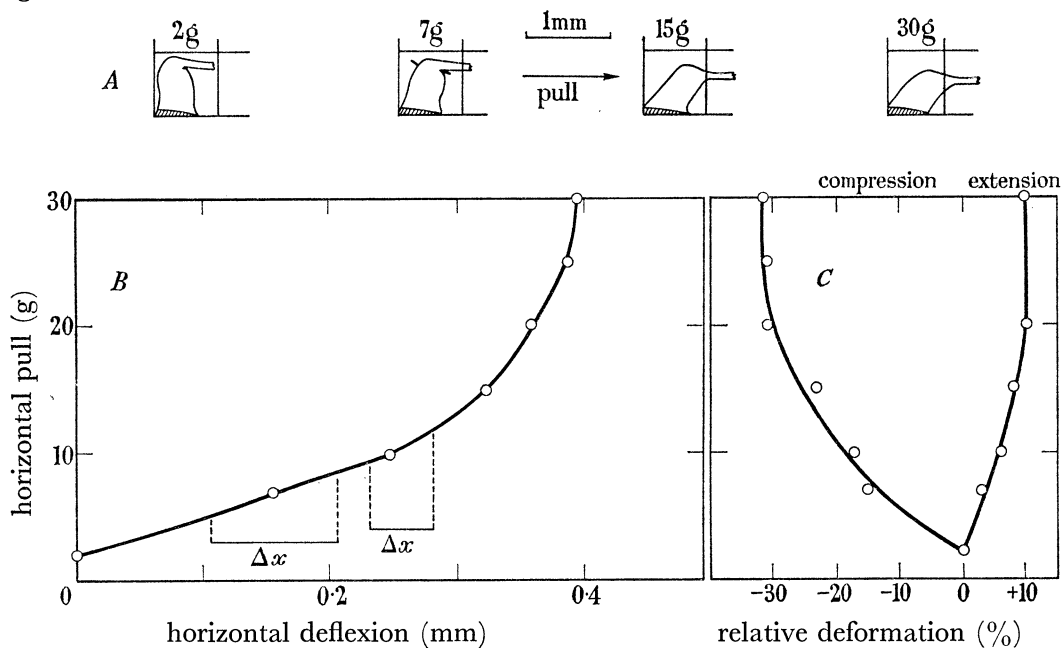 2g 7g 1mm 15g 30g
A pull
compression extension
30
B C
20
10
Δx Δx
horizontal pull (g)
0 0·2 0·4 -30 -20 -10 0 +10
horizontal deflexion (mm) relative deformation (%)